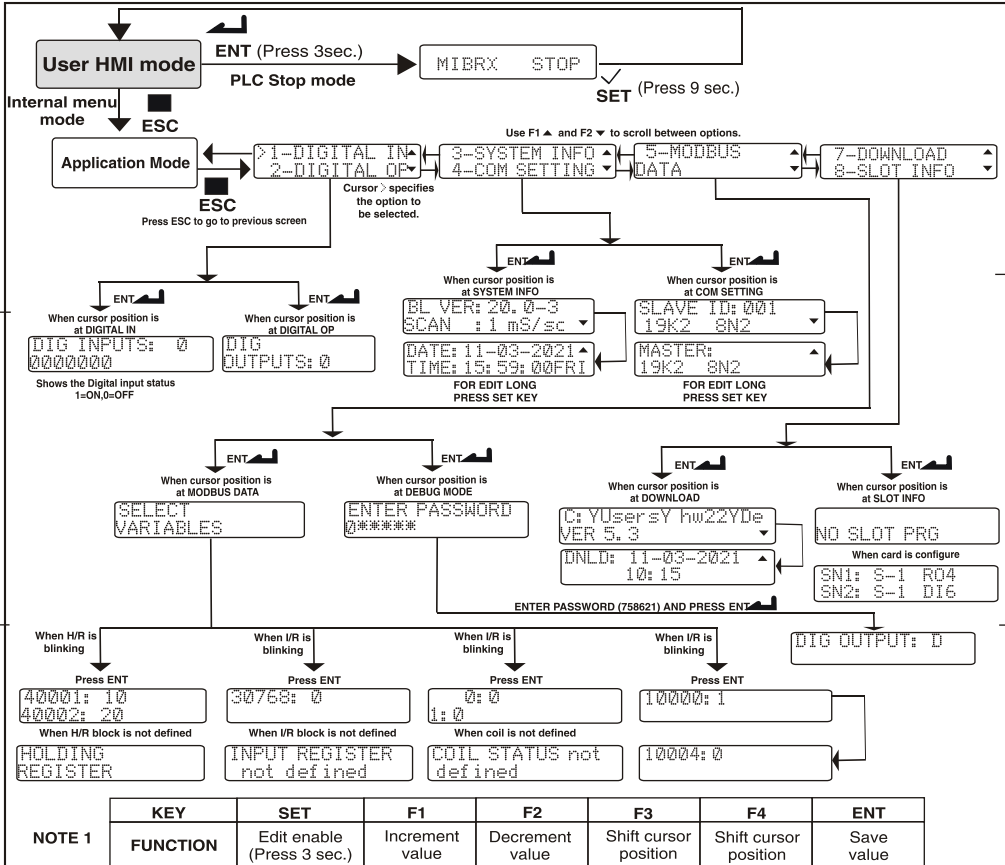 ENT (Press 3sec.)
User HMI mode
PLC Stop mode
MIBRX STOP
SET (Press 9 sec.)
Internal menu
mode
ESC
Use F1 ▲ and F2 ▼ to scroll between options.
Application Mode
>1-DIGITAL IN▲
2-DIGITAL OP▼
3-SYSTEM INFO ▲
4-COM SETTING ▼
5-MODBUS ▲
DATA ▼
7-DOWNLOAD ▲
8-SLOT INFO ▼
ESC
Press ESC to go to previous screen
Cursor > specifies
the option to
be selected.
ENT
When cursor position is
at DIGITAL IN
DIG INPUTS: 0
0000000
Shows the Digital input status
1=ON,0=OFF
ENT
When cursor position is
at DIGITAL OP
DIG
OUTPUTS: 0
ENT
When cursor position is
at SYSTEM INFO
BL VER: 20.0-3
SCAN : 1 mS/sc ▼
DATE: 11-03-2021▲
TIME: 15:59:00FRI
FOR EDIT LONG
PRESS SET KEY
ENT
When cursor position is
at COM SETTING
SLAVE ID: 001
19K2 8N2 ▼
MASTER: ▲
19K2 8N2
FOR EDIT LONG
PRESS SET KEY
ENT
When cursor position is
at MODBUS DATA
SELECT
VARIABLES
ENT
When cursor position is
at DEBUG MODE
ENTER PASSWORD
0*****
ENT
When cursor position is
at DOWNLOAD
C: YUsersY hw22YDe
VER 5.3 ▼
DNLD: 11-03-2021 ▲
10:15
ENT
When cursor position is
at SLOT INFO
NO SLOT PRG
When card is configure
SN1: S-1 RO4
SN2: S-1 DI6
ENTER PASSWORD (758621) AND PRESS ENT
DIG OUTPUT: D
When H/R is
blinking
Press ENT
40001: 10
40002: 20
When H/R block is not defined
HOLDING
REGISTER
When I/R is
blinking
Press ENT
30768: 0
When I/R block is not defined
INPUT REGISTER
not defined
When I/R is
blinking
Press ENT
0: 0
1: 0
When coil is not defined
COIL STATUS not
defined
When I/R is
blinking
Press ENT
10000: 1
10004: 0
NOTE 1
KEY SET F1 F2 F3 F4 ENT
FUNCTION Edit enable (Press 3 sec.) Increment value Decrement value Shift cursor position Shift cursor position Save value